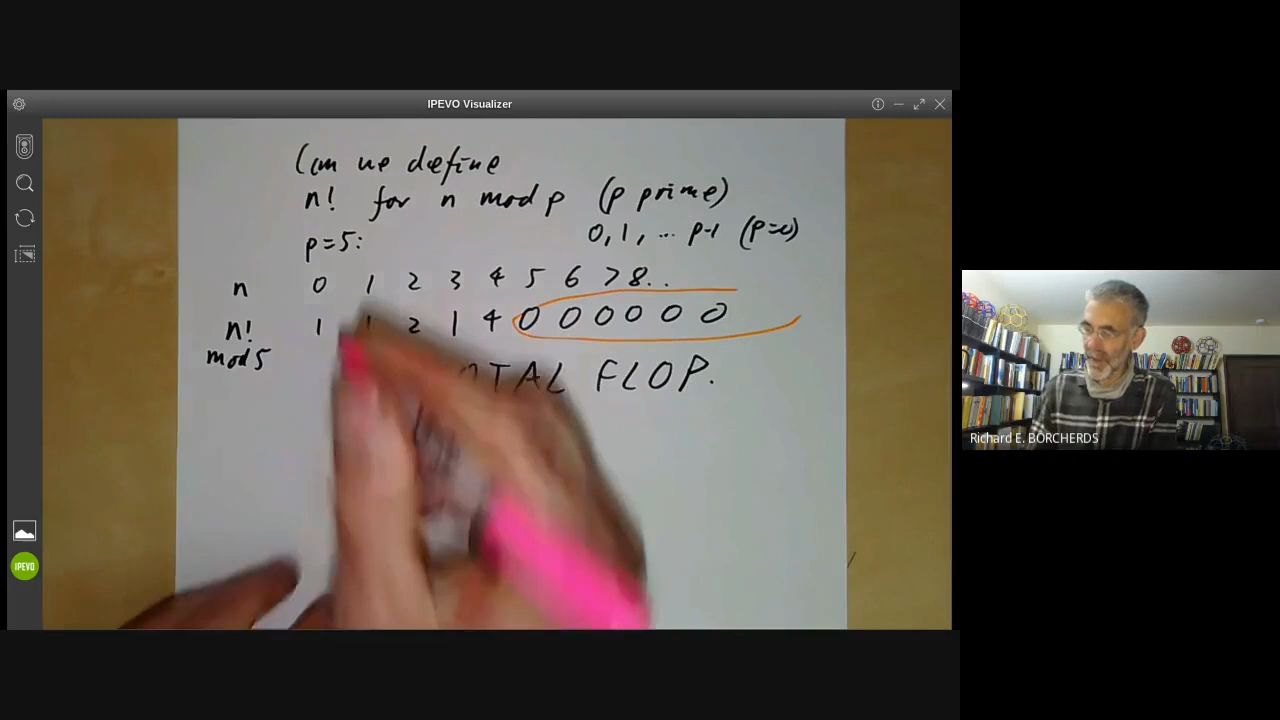 IPEVO Visualizer
Can we define
n! for n mod p (p prime)
p=5: 0, 1, ... p-1 (p=0)
n 0 1 2 3 4 5 6 7 8..
n! 1 1 2 1 4 0 0 0 0 0 0
mod 5
FLOP.
Richard E. BORCHERDS
IPEVO